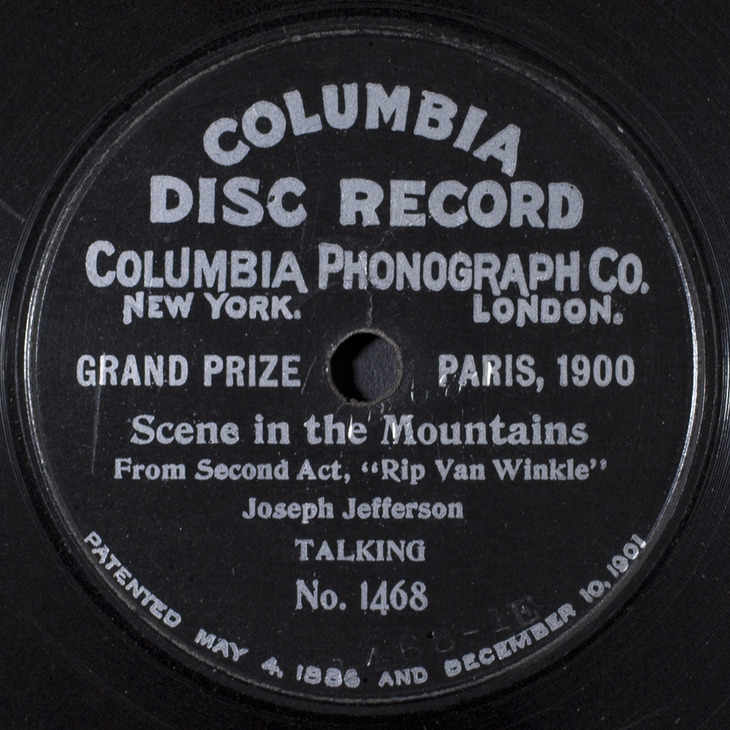 COLUMBIA
DISC RECORD
COLUMBIA PHONOGRAPH CO.
NEW YORK. LONDON.
GRAND PRIZE PARIS, 1900
Scene in the Mountains
From Second Act, “Rip Van Winkle”
Joseph Jefferson
TALKING
No. 1468
PATENTED MAY 4, 1886 AND DECEMBER 10, 1901